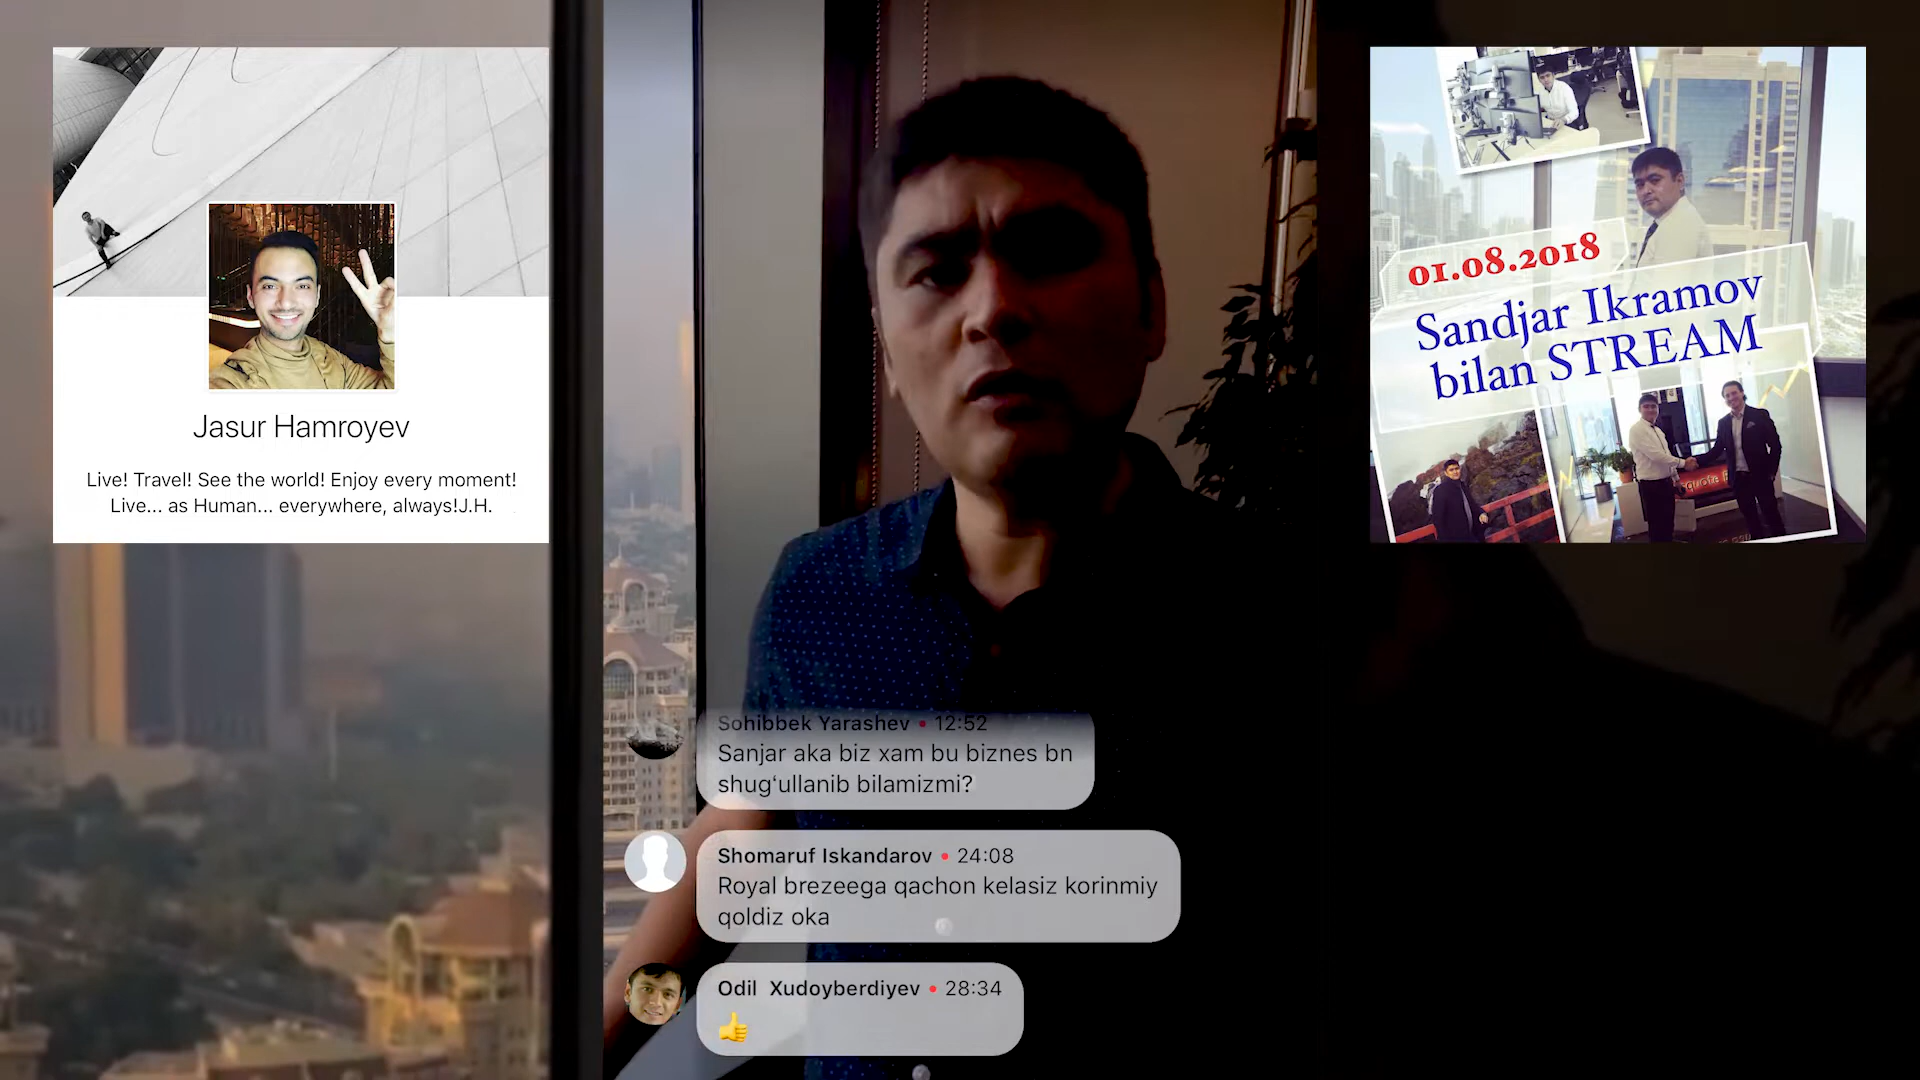 Jasur Hamroyev
Live! Travel! See the world! Enjoy every moment!
Live... as Human... everywhere, always!J.H.
01.08.2018
Sandjar Ikramov
bilan STREAM
Sohibbek Yarashev • 12:52
Sanjar aka biz xam bu biznes bn
shug‘ullanib bilamizmi?
Shomaruf Iskandarov • 24:08
Royal brezeega qachon kelasiz korinmiy
qoldiz oka
Odil Xudoyberdiyev • 28:34
👍